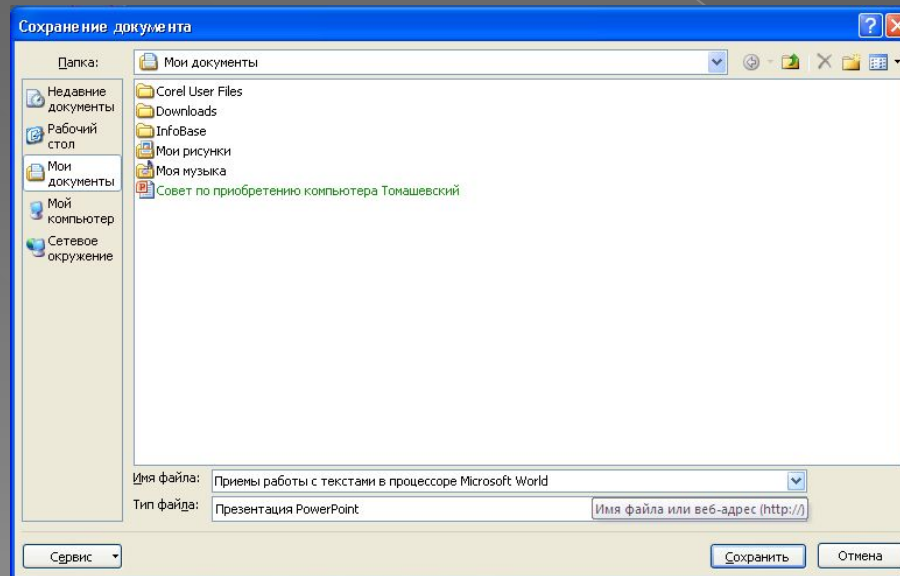 Сохранение документа
Папка:
Мои документы
Недавние
документы
Рабочий
стол
Мои
документы
Мой
компьютер
Сетевое
окружение
Corel User Files
Downloads
InfoBase
Мои рисунки
Моя музыка
Совет по приобретению компьютера Томашевский
Имя файла:
Приемы работы с текстами в процессоре Microsoft World
Тип файла:
Презентация PowerPoint
Имя файла или веб-адрес (http://)
Сервис
Сохранить
Отмена